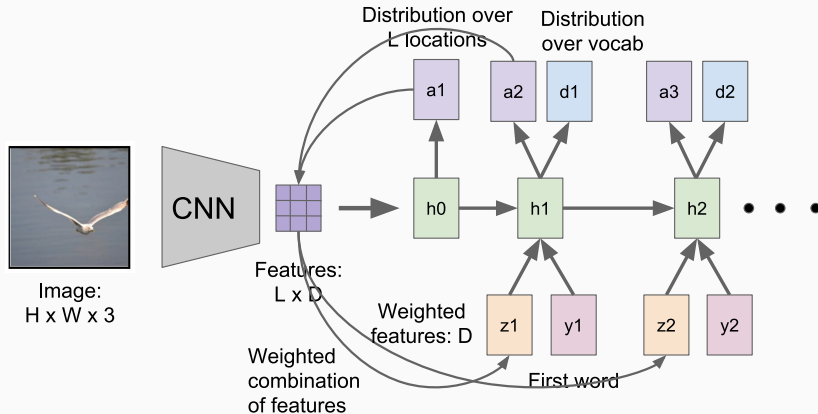 Distribution over
L locations
Distribution
over vocab
a1
a2
d1
a3
d2
CNN
h0
h1
h2
Features:
L x D
Image:
H x W x 3
Weighted
features: D
z1
y1
z2
y2
Weighted
combination
of features
First word